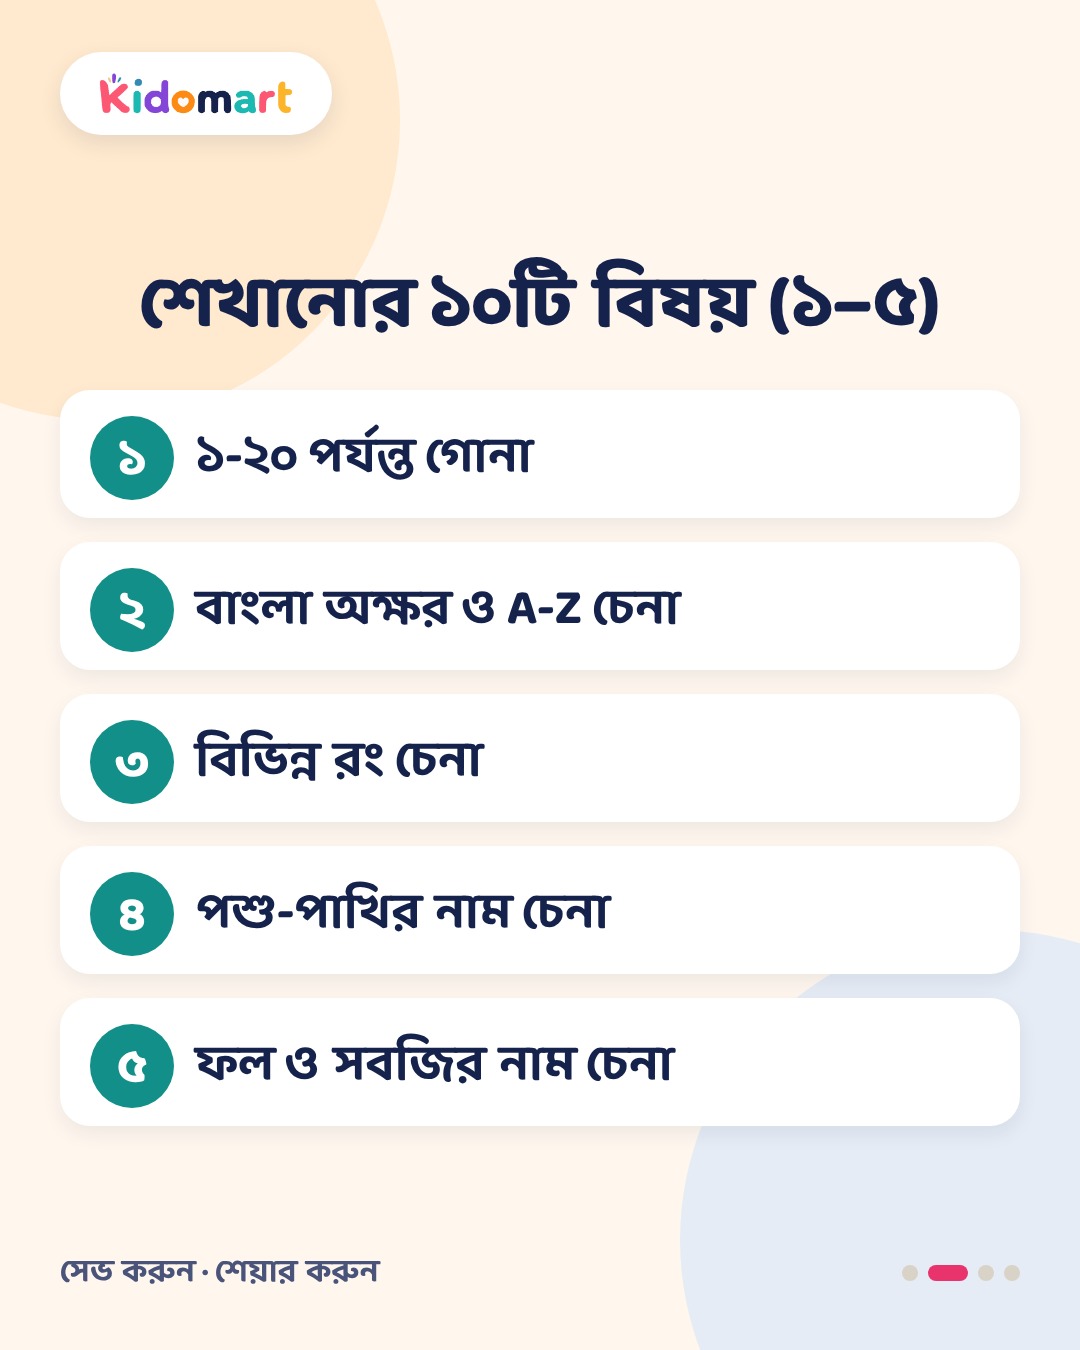 Kidomart
শেখানোর ১০টি বিষয় (১–৫)
১ ১-২০ পর্যন্ত গোনা
২ বাংলা অক্ষর ও A-Z চেনা
৩ বিভিন্ন রং চেনা
৪ পশু-পাখির নাম চেনা
৫ ফল ও সবজির নাম চেনা
সেভ করুন · শেয়ার করুন